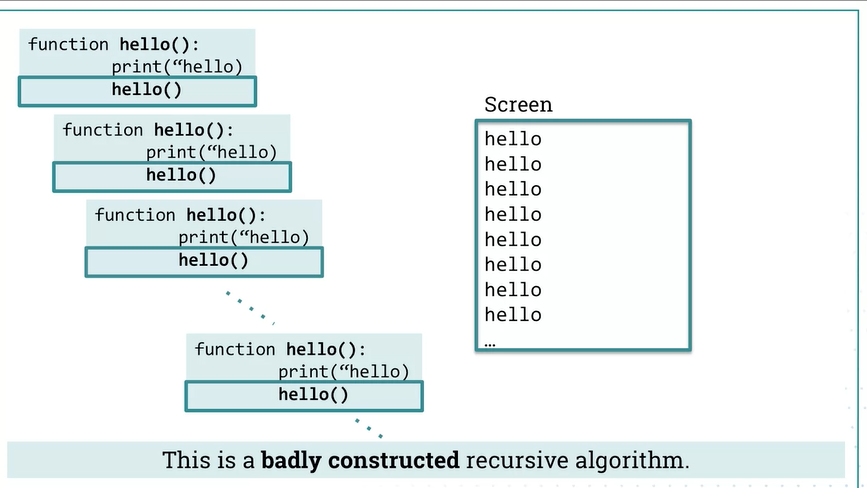 function hello():
print(“hello)
hello()
function hello():
print(“hello)
hello()
function hello():
print(“hello)
hello()
function hello():
print(“hello)
hello()
Screen
hello
hello
hello
hello
hello
hello
hello
hello
…
This is a badly constructed recursive algorithm.